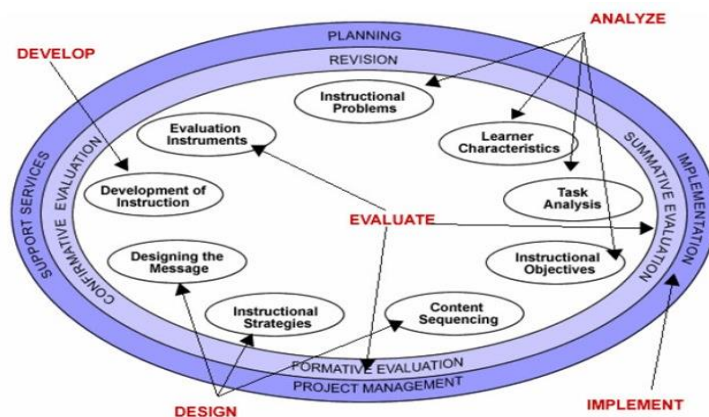 ANALYZE
PLANNING
DEVELOP
REVISION
Instructional
Problems
Evaluation
Instruments
Learner
Characteristics
SUPPORT SERVICES
CONFIRMATIVE EVALUATION
SUMMATIVE EVALUATION
IMPLEMENTATION
Development of
Instruction
Task
Analysis
EVALUATE
Designing the
Message
Instructional
Objectives
Instructional
Strategies
Content
Sequencing
FORMATIVE EVALUATION
PROJECT MANAGEMENT
DESIGN
IMPLEMENT